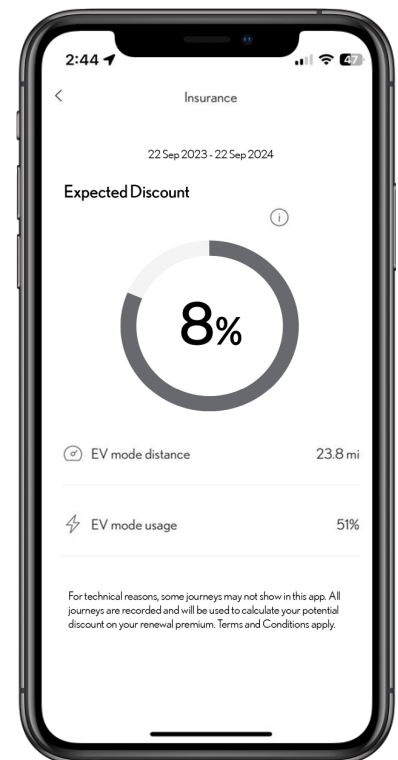 2:44
47
Insurance
22 Sep 2023 - 22 Sep 2024
Expected Discount
i
8%
EV mode distance 23.8 mi
EV mode usage 51%
For technical reasons, some journeys may not show in this app. All
journeys are recorded and will be used to calculate your potential
discount on your renewal premium. Terms and Conditions apply.